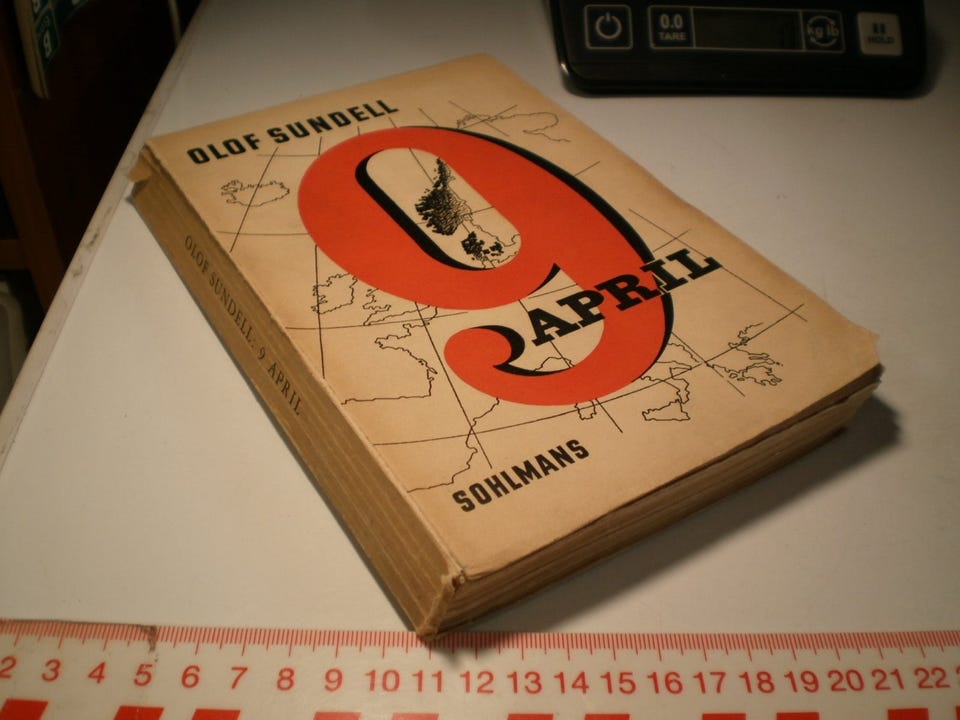 0.0
TARE
kg lb
HOLD
OLOF SUNDELL
9
APRIL
SOHLMANS
OLOF SUNDELL: 9 APRIL
2 3 4 5 6 7 8 9 10 11 12 13 14 15 16 17 18 19 20 21 22